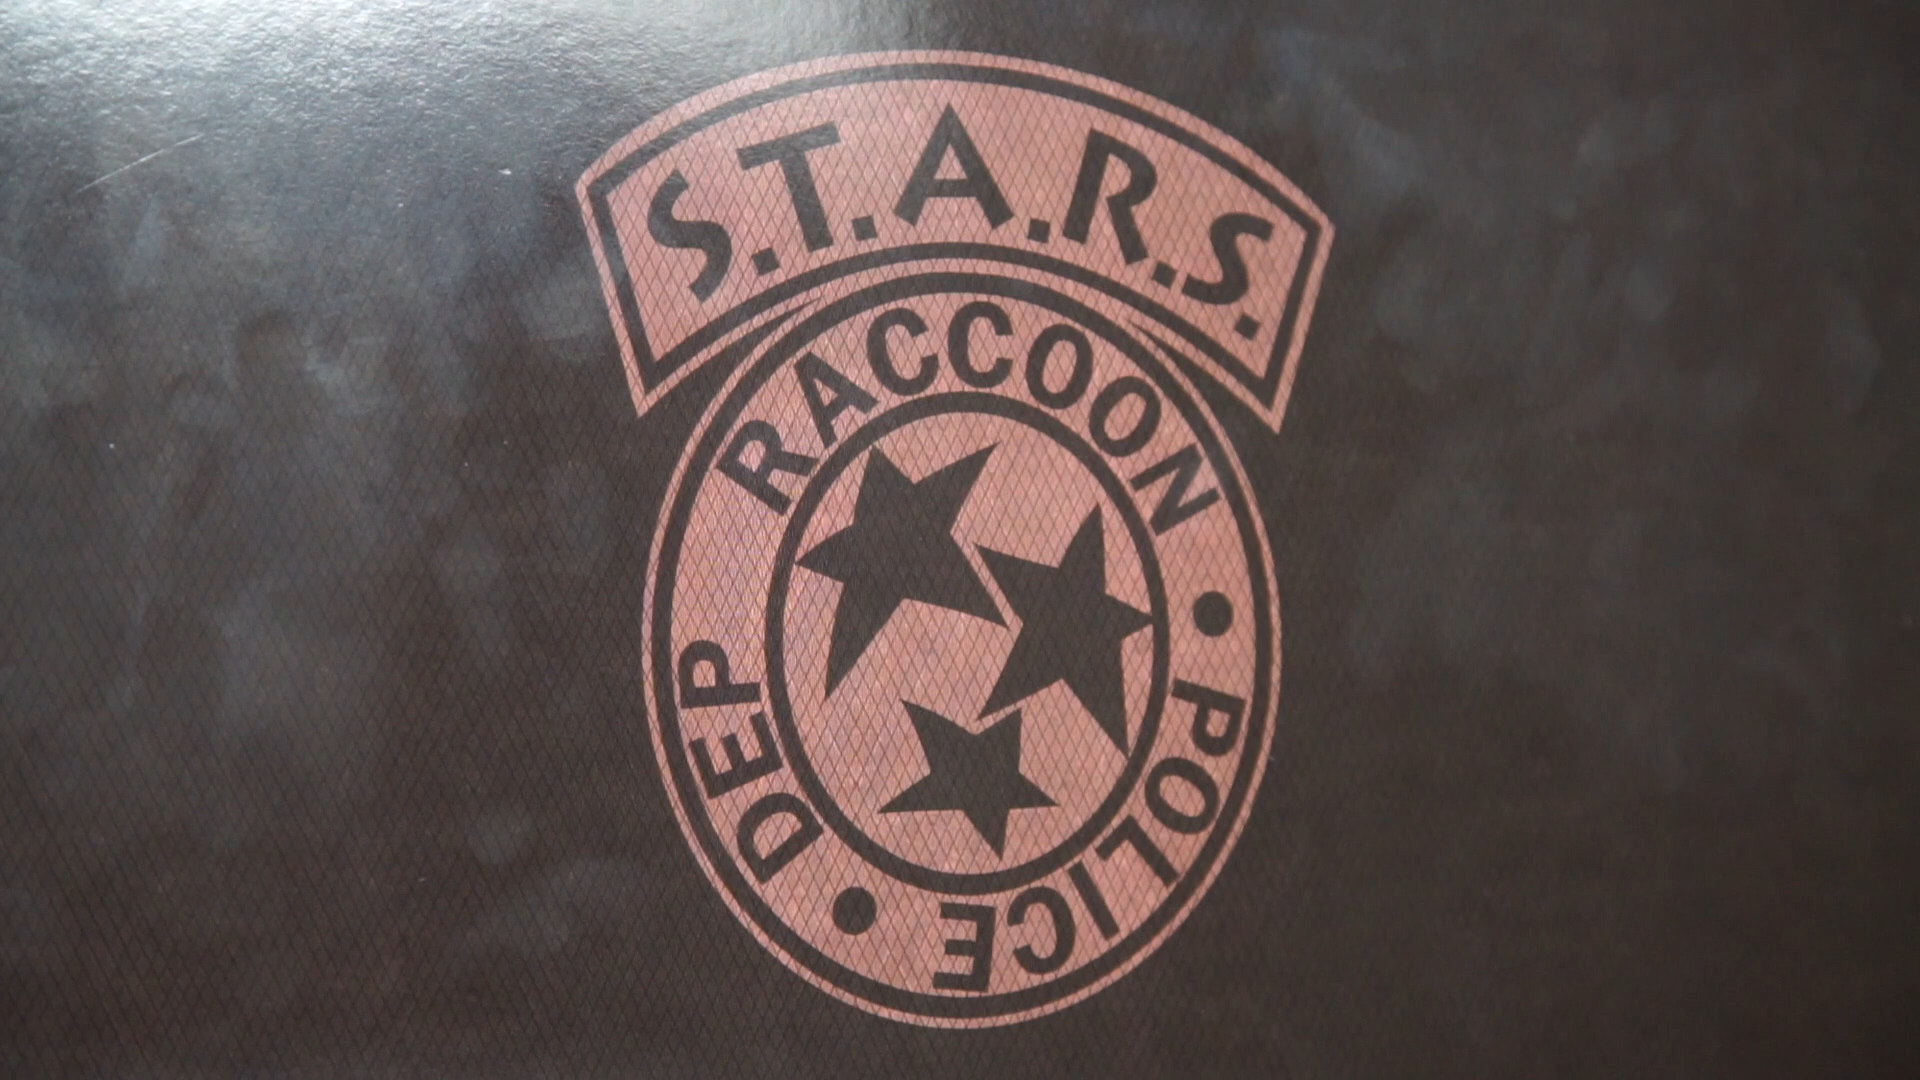 S.T.A.R.S.
RACCOON • POLICE • DEP